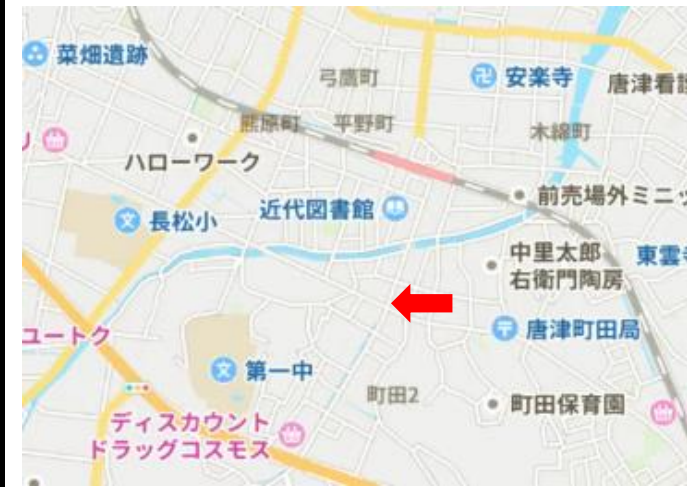 菜畑遺跡
弓鷹町
安楽寺
唐津看護
熊原町
平野町
木綿町
ハローワーク
前売場外ミニッ
長松小
近代図書館
中里太郎
右衛門陶房
東雲寺
ユートク
唐津町田局
第一中
町田2
町田保育園
ディスカウント
ドラッグコスモス